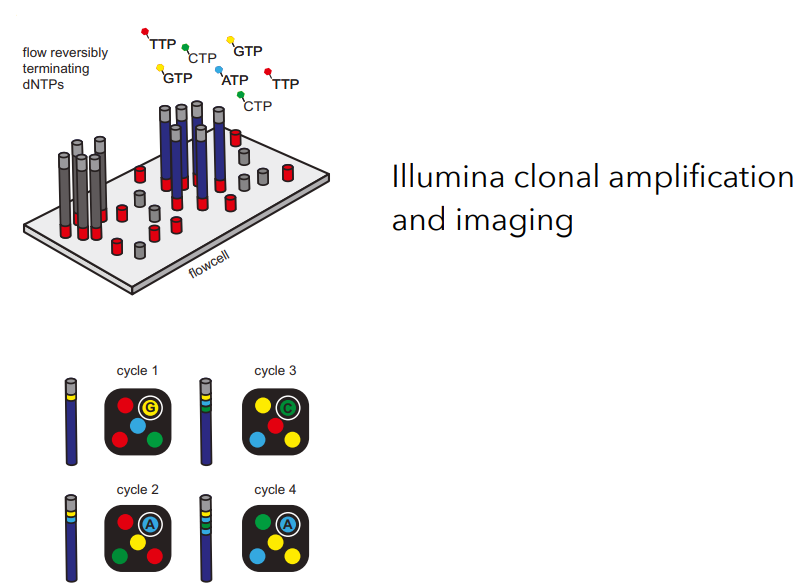 flow reversibly
terminating
dNTPs
TTP
CTP
GTP
GTP
ATP
TTP
CTP
flowcell
Illumina clonal amplification
and imaging
cycle 1
G
cycle 3
C
cycle 2
A
cycle 4
A